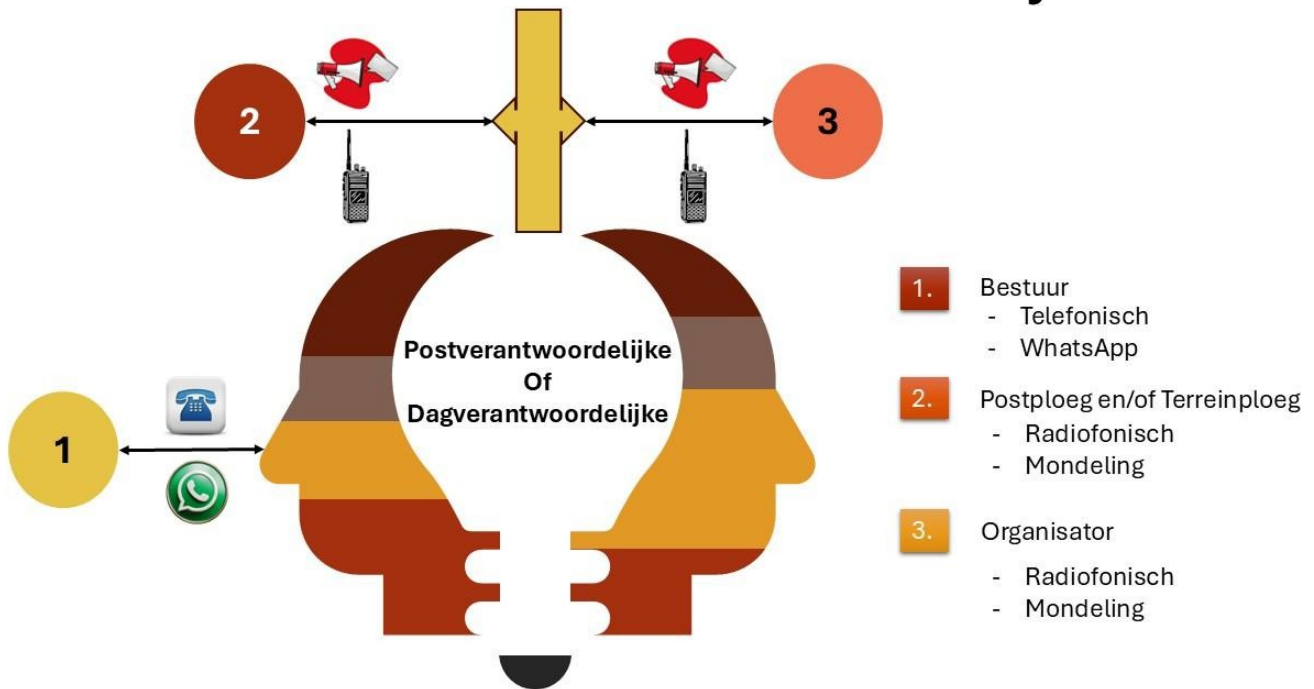 2
3
Postverantwoordelijke
Of
Dagverantwoordelijke
1
1. Bestuur
- Telefonisch
- WhatsApp
2. Postploeg en/of Terreinploeg
- Radiofonisch
- Mondeling
3. Organisator
- Radiofonisch
- Mondeling